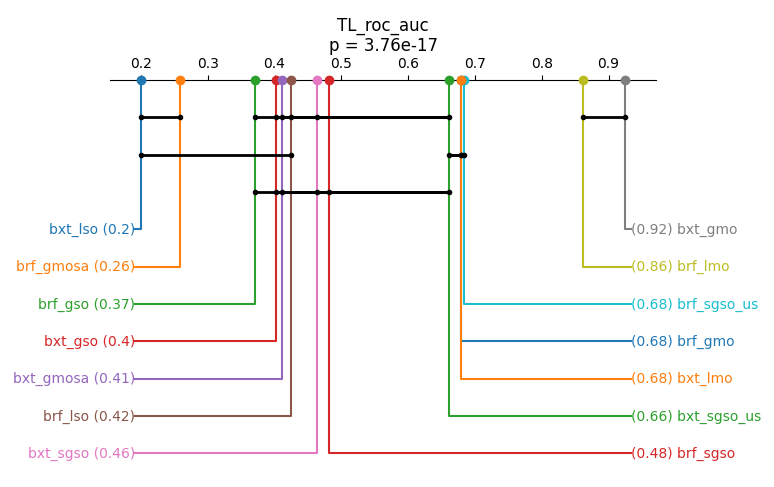 TL_roc_auc
p = 3.76e-17
0.2 0.3 0.4 0.5 0.6 0.7 0.8 0.9
bxt_lso (0.2) (0.92) bxt_gmo
brf_gmosa (0.26) (0.86) brf_lmo
brf_gso (0.37) (0.68) brf_sgso_us
bxt_gso (0.4) (0.68) brf_gmo
bxt_gmosa (0.41) (0.68) bxt_lmo
brf_lso (0.42) (0.66) bxt_sgso_us
bxt_sgso (0.46) (0.48) brf_sgso